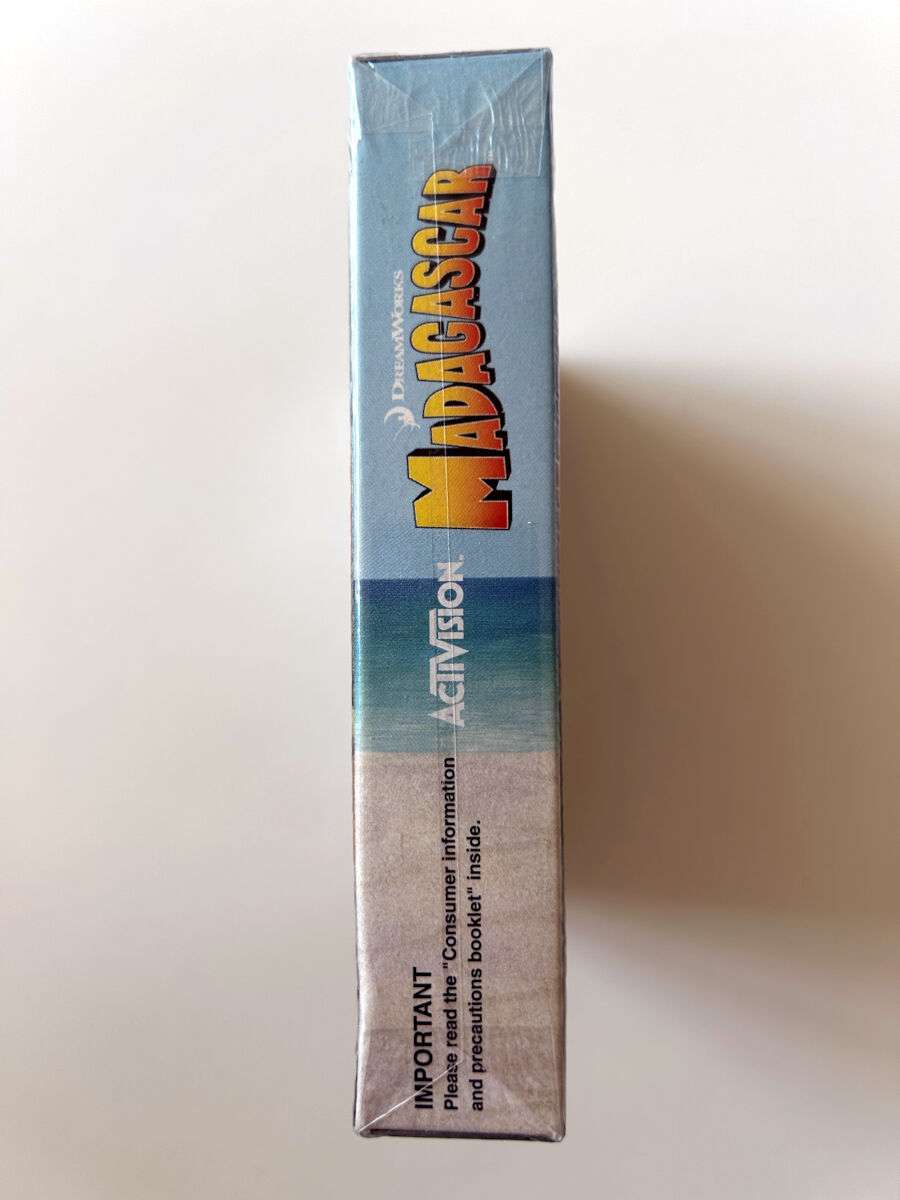 IMPORTANT
Please read the "Consumer information
and precautions booklet" inside.
ACTIVISION.
DREAMWORKS
MADAGASCAR